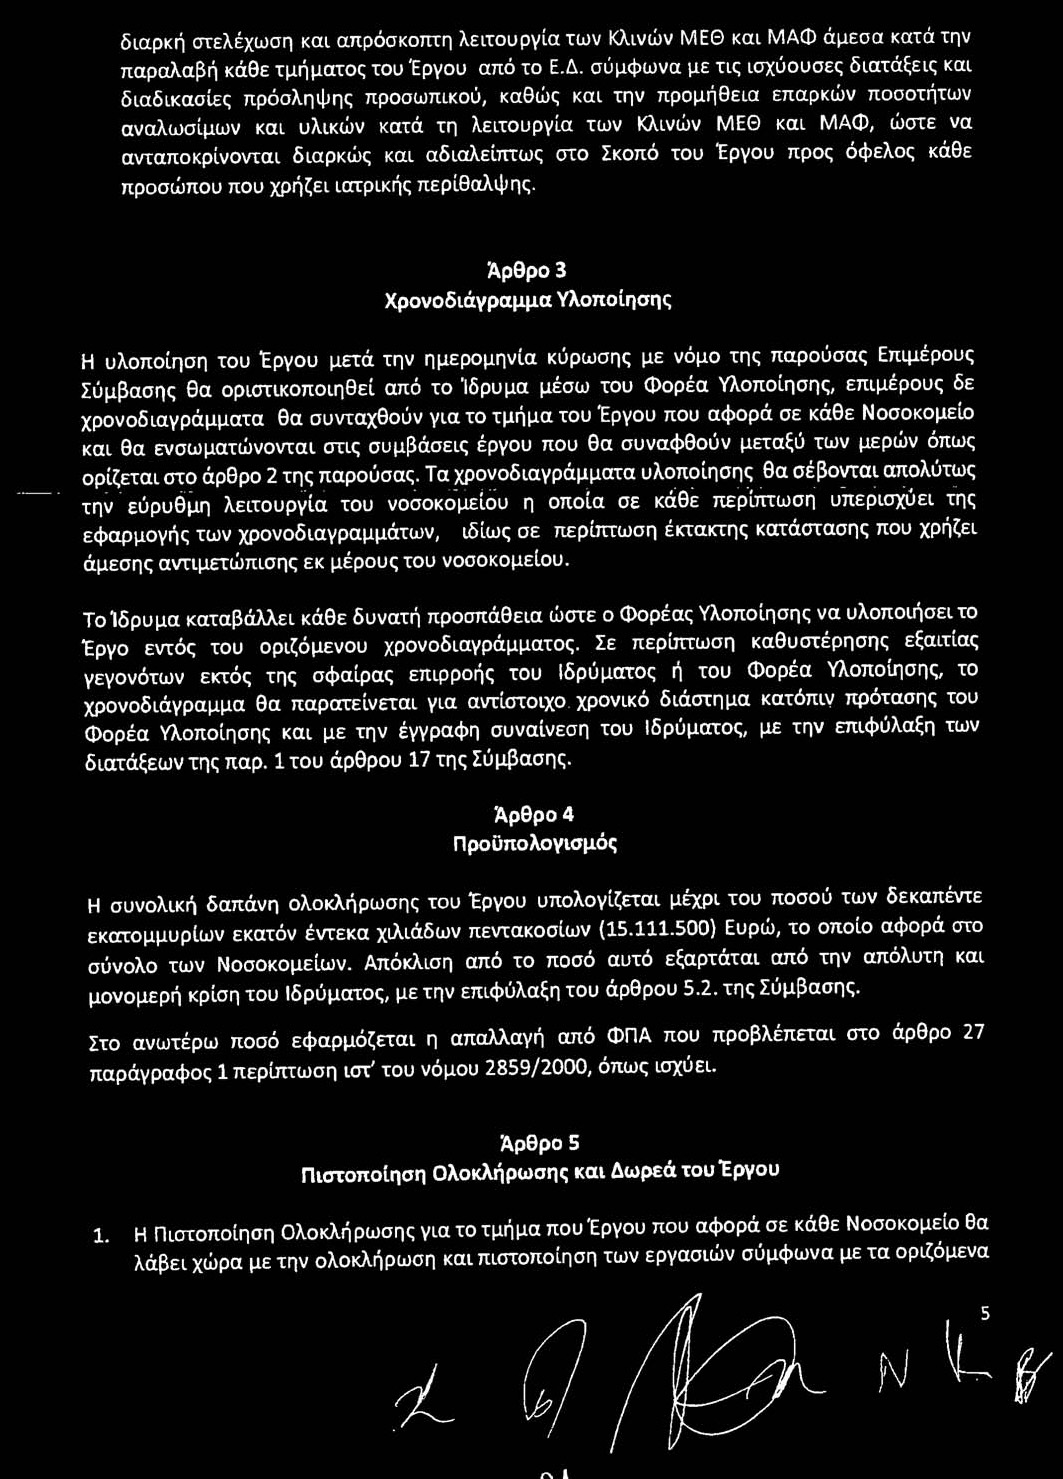 διαρκή στελέχωση και απρόσκοπτη λειτουργία των Κλινών ΜΕΘ και ΜΑΦ άμεσα κατά την
παραλαβή κάθε τμήματος του Έργου από το Ε.Δ. σύμφωνα με τις ισχύουσες διατάξεις και
διαδικασίες πρόσληψης προσωπικού, καθώς και την προμήθεια επαρκών ποσοτήτων
αναλωσίμων και υλικών κατά τη λειτουργία των Κλινών ΜΕΘ και ΜΑΦ, ώστε να
ανταποκρίνονται διαρκώς και αδιαλείπτως στο Σκοπό του Έργου προς όφελος κάθε
προσώπου που χρήζει ιατρικής περίθαλψης.
Άρθρο 3
Χρονοδιάγραμμα Υλοποίησης
Η υλοποίηση του Έργου μετά την ημερομηνία κύρωσης με νόμο της παρούσας Επιμέρους
Σύμβασης θα οριστικοποιηθεί από το Ίδρυμα μέσω του Φορέα Υλοποίησης, επιμέρους δε
χρονοδιαγράμματα θα συνταχθούν για το τμήμα του Έργου που αφορά σε κάθε Νοσοκομείο
και θα ενσωματώνονται στις συμβάσεις έργου που θα συναφθούν μεταξύ των μερών όπως
ορίζεται στο άρθρο 2 της παρούσας. Τα χρονοδιαγράμματα υλοποίησης θα σέβονται απολύτως
την εύρυθμη λειτουργία του νοσοκομείου η οποία σε κάθε περίπτωση υπερισχύει της
εφαρμογής των χρονοδιαγραμμάτων, ιδίως σε περίπτωση έκτακτης κατάστασης που χρήζει
άμεσης αντιμετώπισης εκ μέρους του νοσοκομείου.
Το Ίδρυμα καταβάλλει κάθε δυνατή προσπάθεια ώστε ο Φορέας Υλοποίησης να υλοποιήσει το
Έργο εντός του οριζόμενου χρονοδιαγράμματος. Σε περίπτωση καθυστέρησης εξαιτίας
γεγονότων εκτός της σφαίρας επιρροής του Ιδρύματος ή του Φορέα Υλοποίησης, το
χρονοδιάγραμμα θα παρατείνεται για αντίστοιχο χρονικό διάστημα κατόπιν πρότασης του
Φορέα Υλοποίησης και με την έγγραφη συναίνεση του Ιδρύματος, με την επιφύλαξη των
διατάξεων της παρ. 1 του άρθρου 17 της Σύμβασης.
Άρθρο 4
Προϋπολογισμός
Η συνολική δαπάνη ολοκλήρωσης του Έργου υπολογίζεται μέχρι του ποσού των δεκαπέντε
εκατομμυρίων εκατόν έντεκα χιλιάδων πεντακοσίων (15.111.500) Ευρώ, το οποίο αφορά στο
σύνολο των Νοσοκομείων. Απόκλιση από το ποσό αυτό εξαρτάται από την απόλυτη και
μονομερή κρίση του Ιδρύματος, με την επιφύλαξη του άρθρου 5.2. της Σύμβασης.
Στο ανωτέρω ποσό εφαρμόζεται η απαλλαγή από ΦΠΑ που προβλέπεται στο άρθρο 27
παράγραφος 1 περίπτωση ιστ' του νόμου 2859/2000, όπως ισχύει.
Άρθρο 5
Πιστοποίηση Ολοκλήρωσης και Δωρεά του Έργου
1. Η Πιστοποίηση Ολοκλήρωσης για το τμήμα που Έργου που αφορά σε κάθε Νοσοκομείο θα
λάβει χώρα με την ολοκλήρωση και πιστοποίηση των εργασιών σύμφωνα με τα οριζόμενα
5